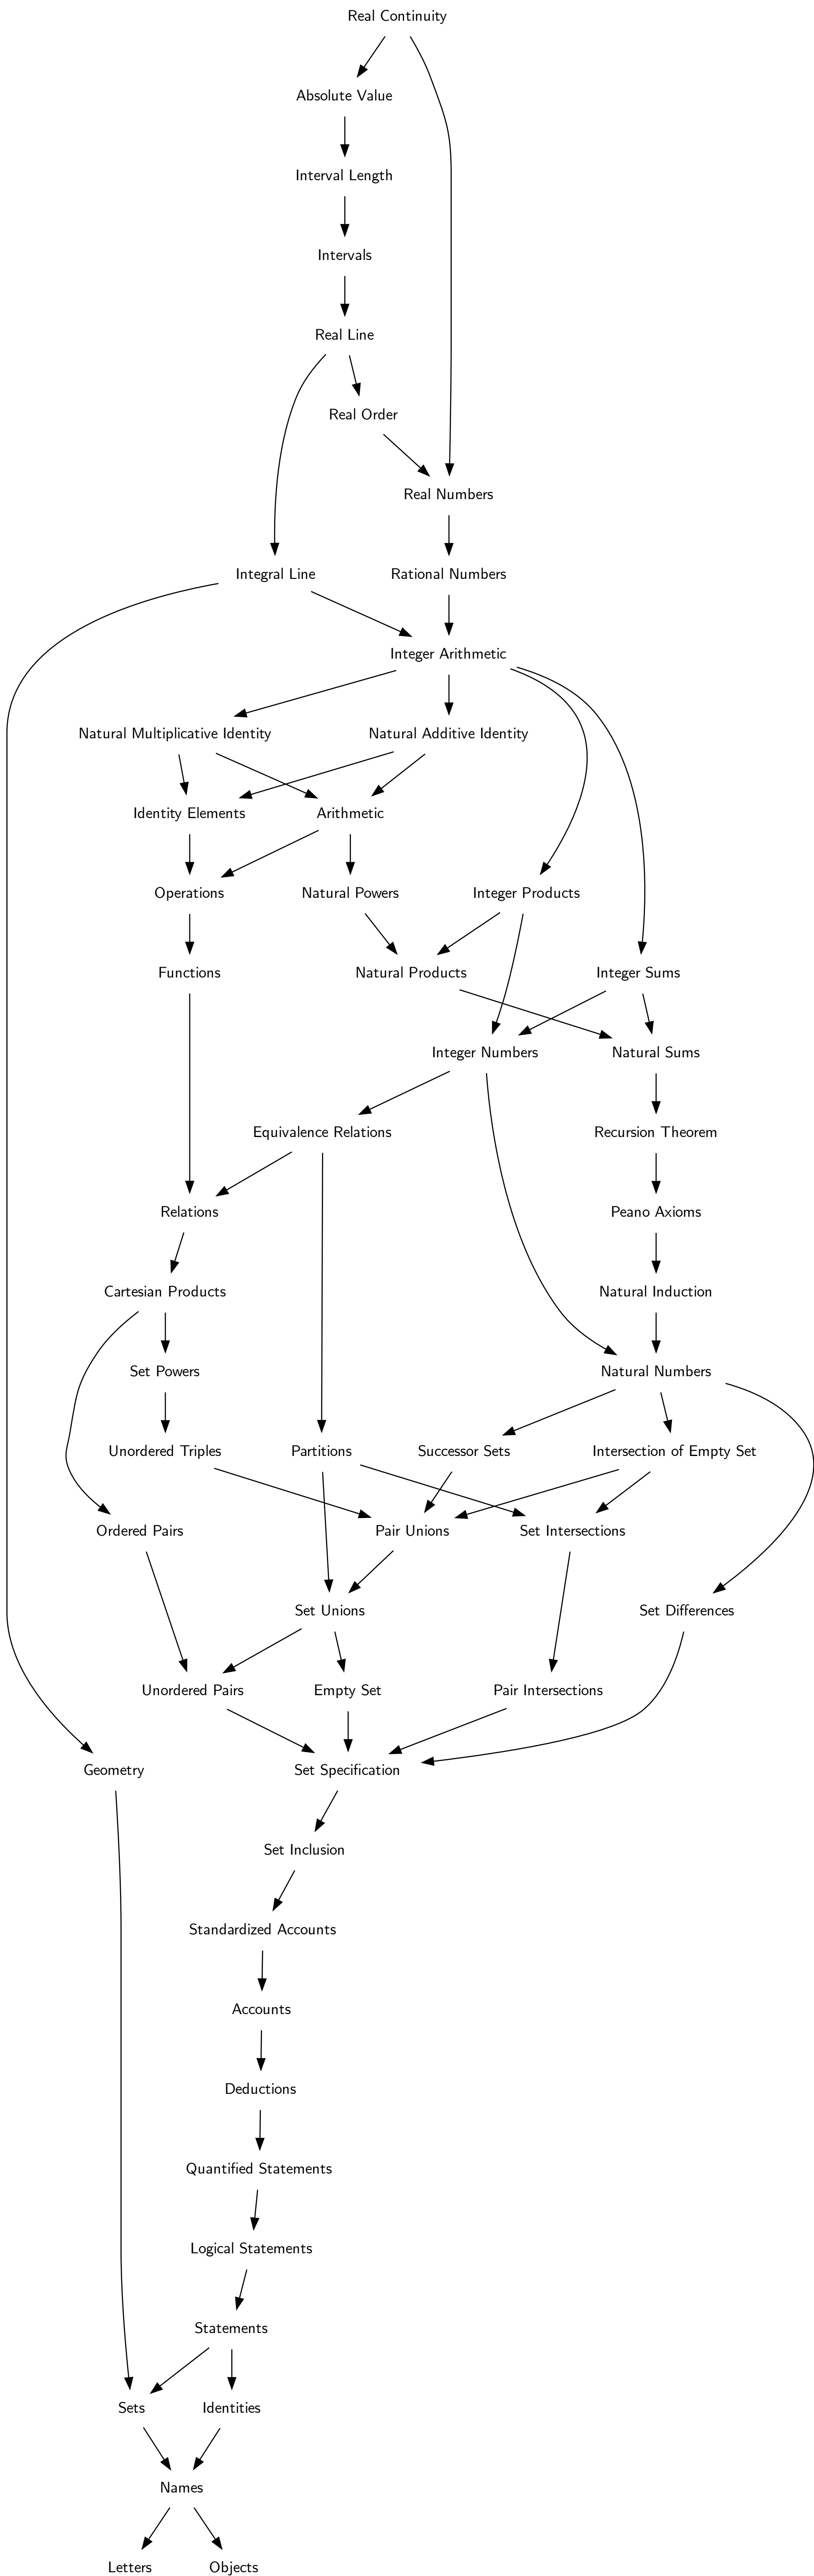 Real Continuity
Absolute Value
Interval Length
Intervals
Real Line
Real Order
Real Numbers
Integral Line
Rational Numbers
Integer Arithmetic
Natural Multiplicative Identity
Natural Additive Identity
Identity Elements
Arithmetic
Operations
Natural Powers
Integer Products
Functions
Natural Products
Integer Sums
Integer Numbers
Natural Sums
Equivalence Relations
Recursion Theorem
Relations
Peano Axioms
Cartesian Products
Natural Induction
Set Powers
Natural Numbers
Unordered Triples
Partitions
Successor Sets
Intersection of Empty Set
Ordered Pairs
Pair Unions
Set Intersections
Set Unions
Set Differences
Unordered Pairs
Empty Set
Pair Intersections
Geometry
Set Specification
Set Inclusion
Standardized Accounts
Accounts
Deductions
Quantified Statements
Logical Statements
Statements
Sets
Identities
Names
Letters
Objects